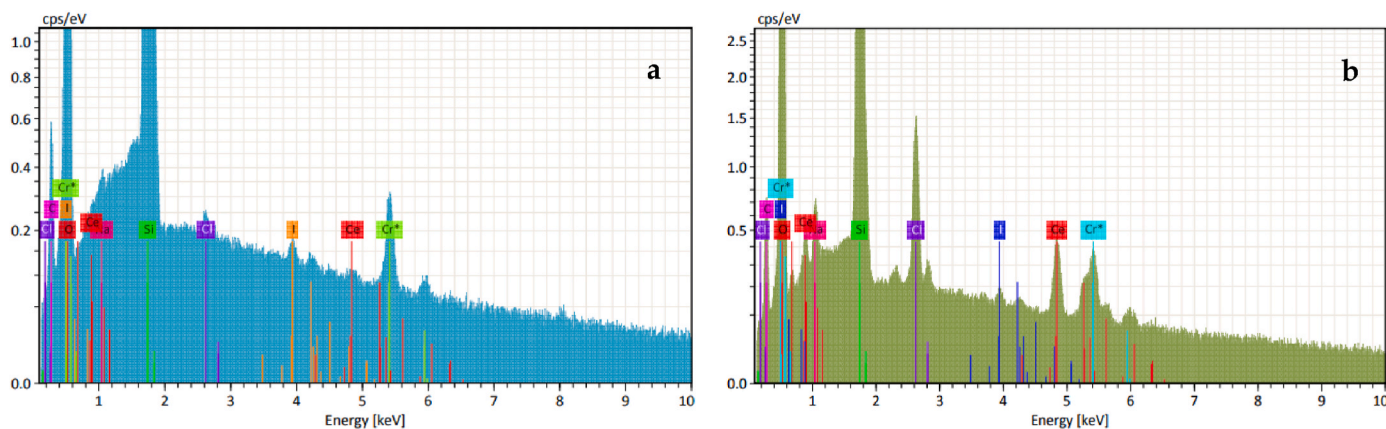 cps/eV
a
1.0
0.8
0.6
0.4
Cr*
C I
Cl O Ce Na Si Cl I Ce Cr*
0.2
0.0
1 2 3 4 5 6 7 8 9 10
Energy [keV]
cps/eV
b
2.5
2.0
1.5
1.0
Cr*
C I
Cl O Ce Na Si Cl I Ce Cr*
0.5
0.0
1 2 3 4 5 6 7 8 9 10
Energy [keV]